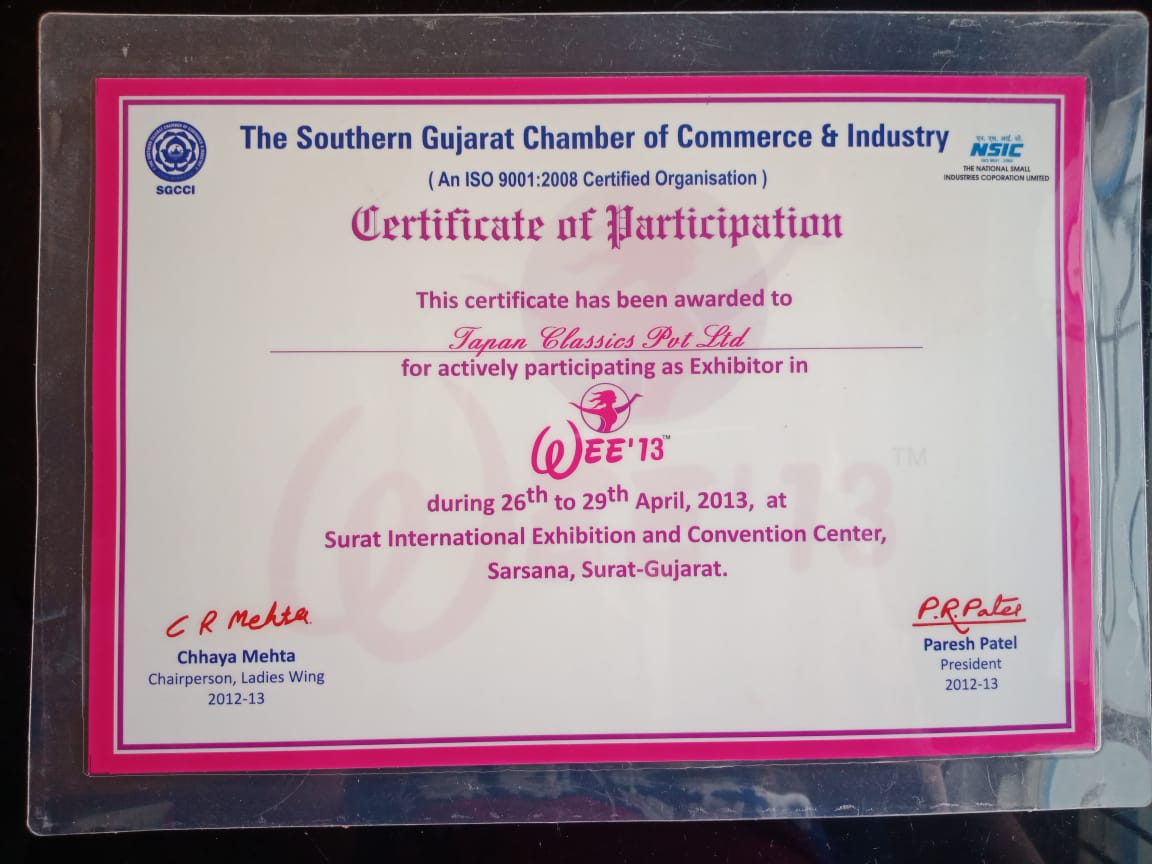 The Southern Gujarat Chamber of Commerce & Industry
SGCCI
NSIC
THE NATIONAL SMALL
INDUSTRIES COPORATION LIMITED
( An ISO 9001:2008 Certified Organisation )
Certificate of Participation
This certificate has been awarded to
Tapan Classics Pvt Ltd
for actively participating as Exhibitor in
WEE'13™
during 26th to 29th April, 2013, at
Surat International Exhibition and Convention Center,
Sarsana, Surat-Gujarat.
C R Mehta
Chhaya Mehta
Chairperson, Ladies Wing
2012-13
P.R.Patel
Paresh Patel
President
2012-13